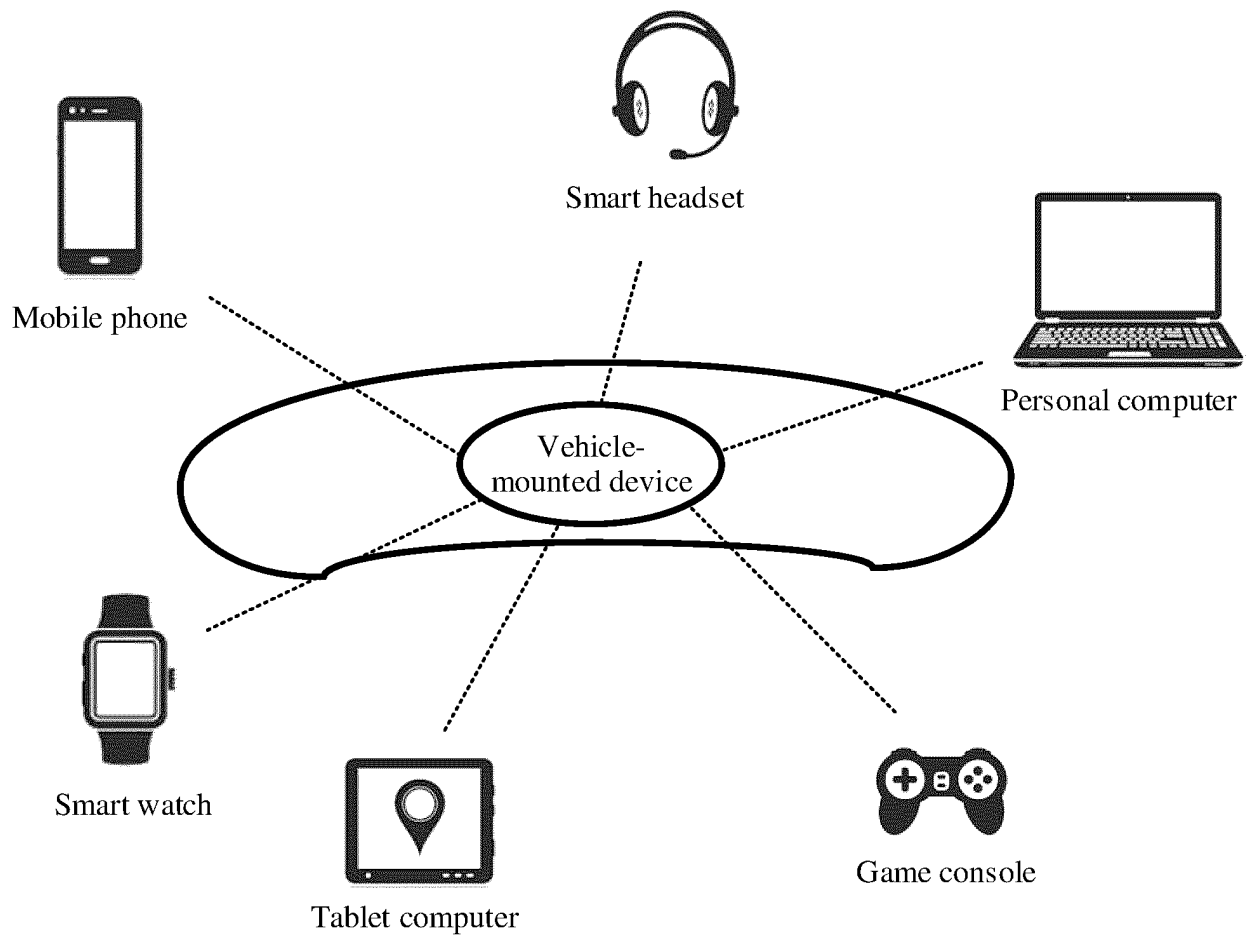 Smart headset
Mobile phone
Personal computer
Vehicle-
mounted device
Smart watch
Game console
Tablet computer